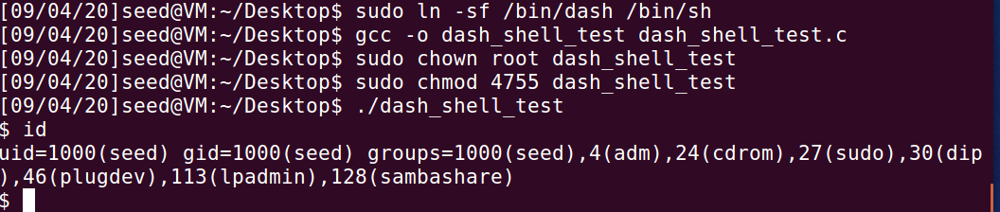 [09/04/20]seed@VM:~/Desktop$ sudo ln -sf /bin/dash /bin/sh
[09/04/20]seed@VM:~/Desktop$ gcc -o dash_shell_test dash_shell_test.c
[09/04/20]seed@VM:~/Desktop$ sudo chown root dash_shell_test
[09/04/20]seed@VM:~/Desktop$ sudo chmod 4755 dash_shell_test
[09/04/20]seed@VM:~/Desktop$ ./dash_shell_test
$ id
uid=1000(seed) gid=1000(seed) groups=1000(seed),4(adm),24(cdrom),27(sudo),30(dip
),46(plugdev),113(lpadmin),128(sambashare)
$